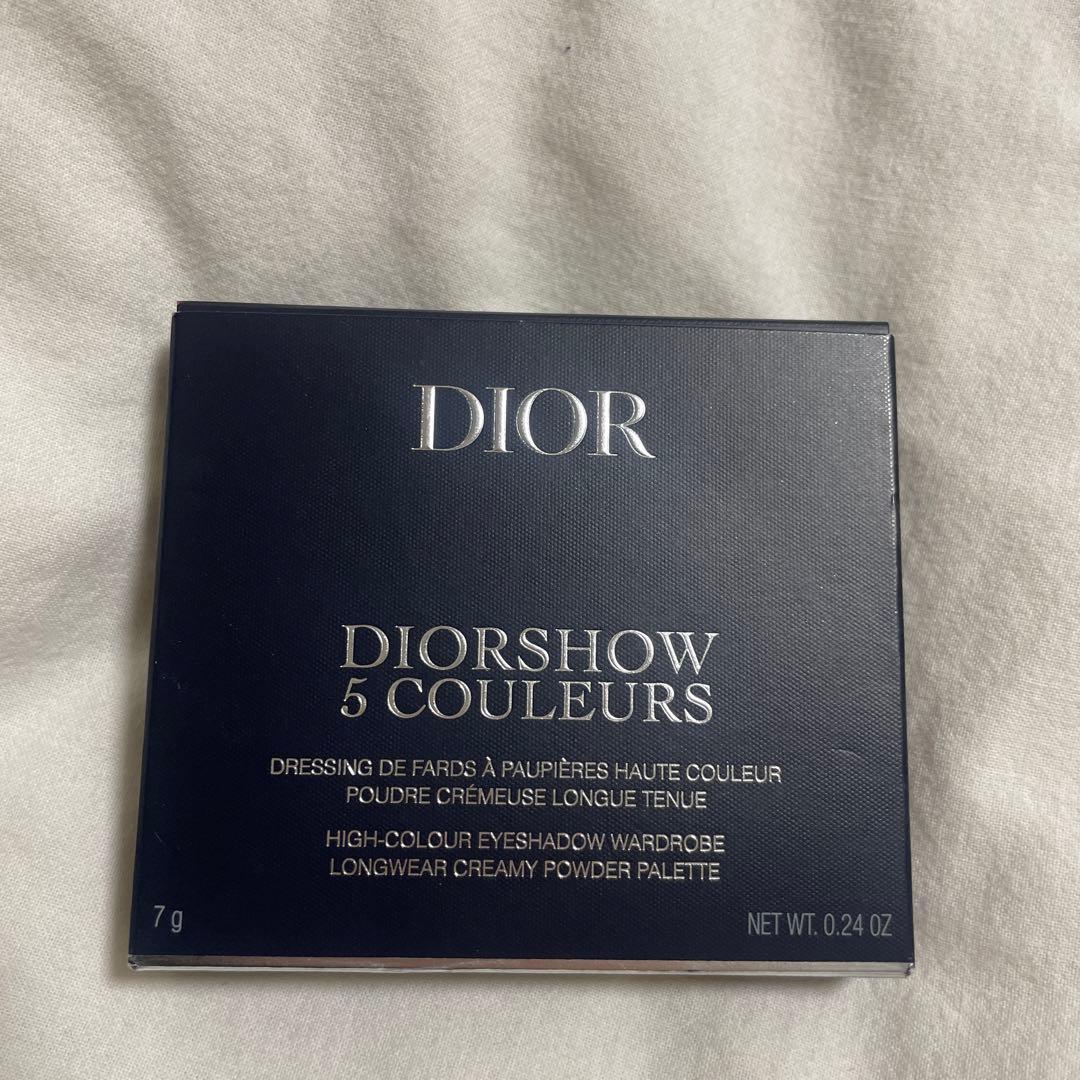 DIOR
DIORSHOW
5 COULEURS
DRESSING DE FARDS À PAUPIÈRES HAUTE COULEUR
POUDRE CRÉMEUSE LONGUE TENUE
HIGH-COLOUR EYESHADOW WARDROBE
LONGWEAR CREAMY POWDER PALETTE
7 g
NET WT. 0.24 OZ